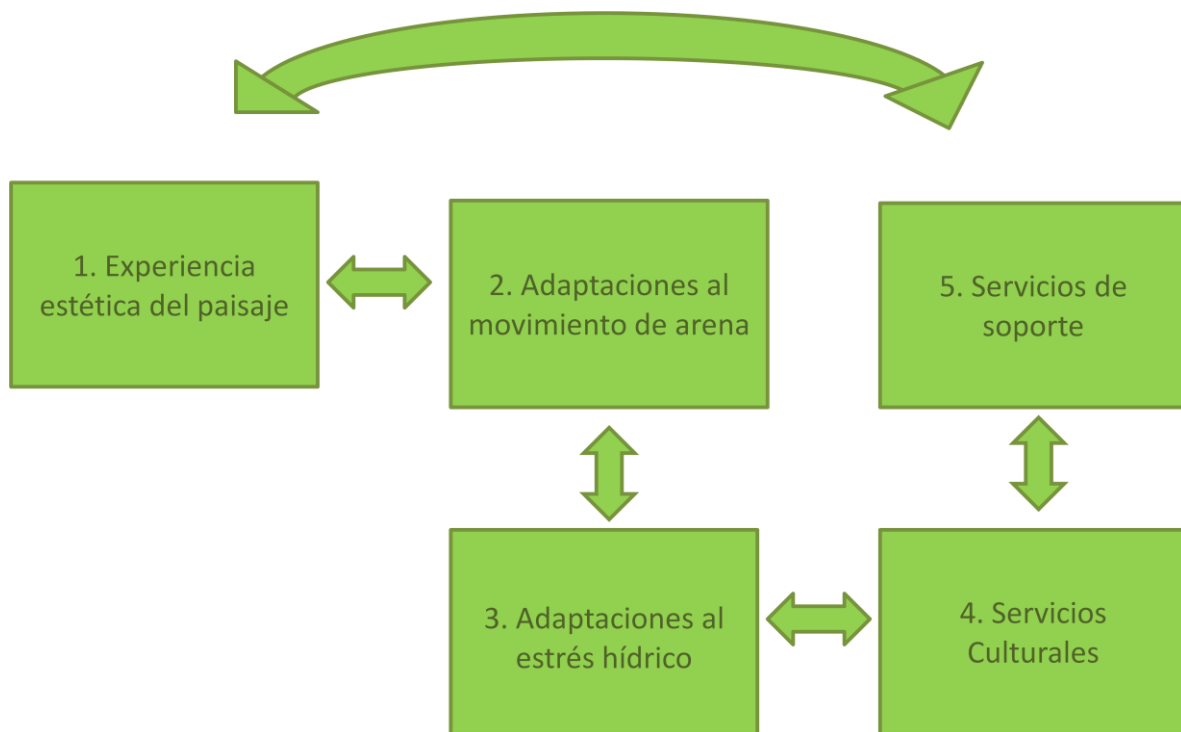 1. Experiencia
estética del paisaje
2. Adaptaciones al
movimiento de arena
3. Adaptaciones al
estrés hídrico
4. Servicios
Culturales
5. Servicios de
soporte